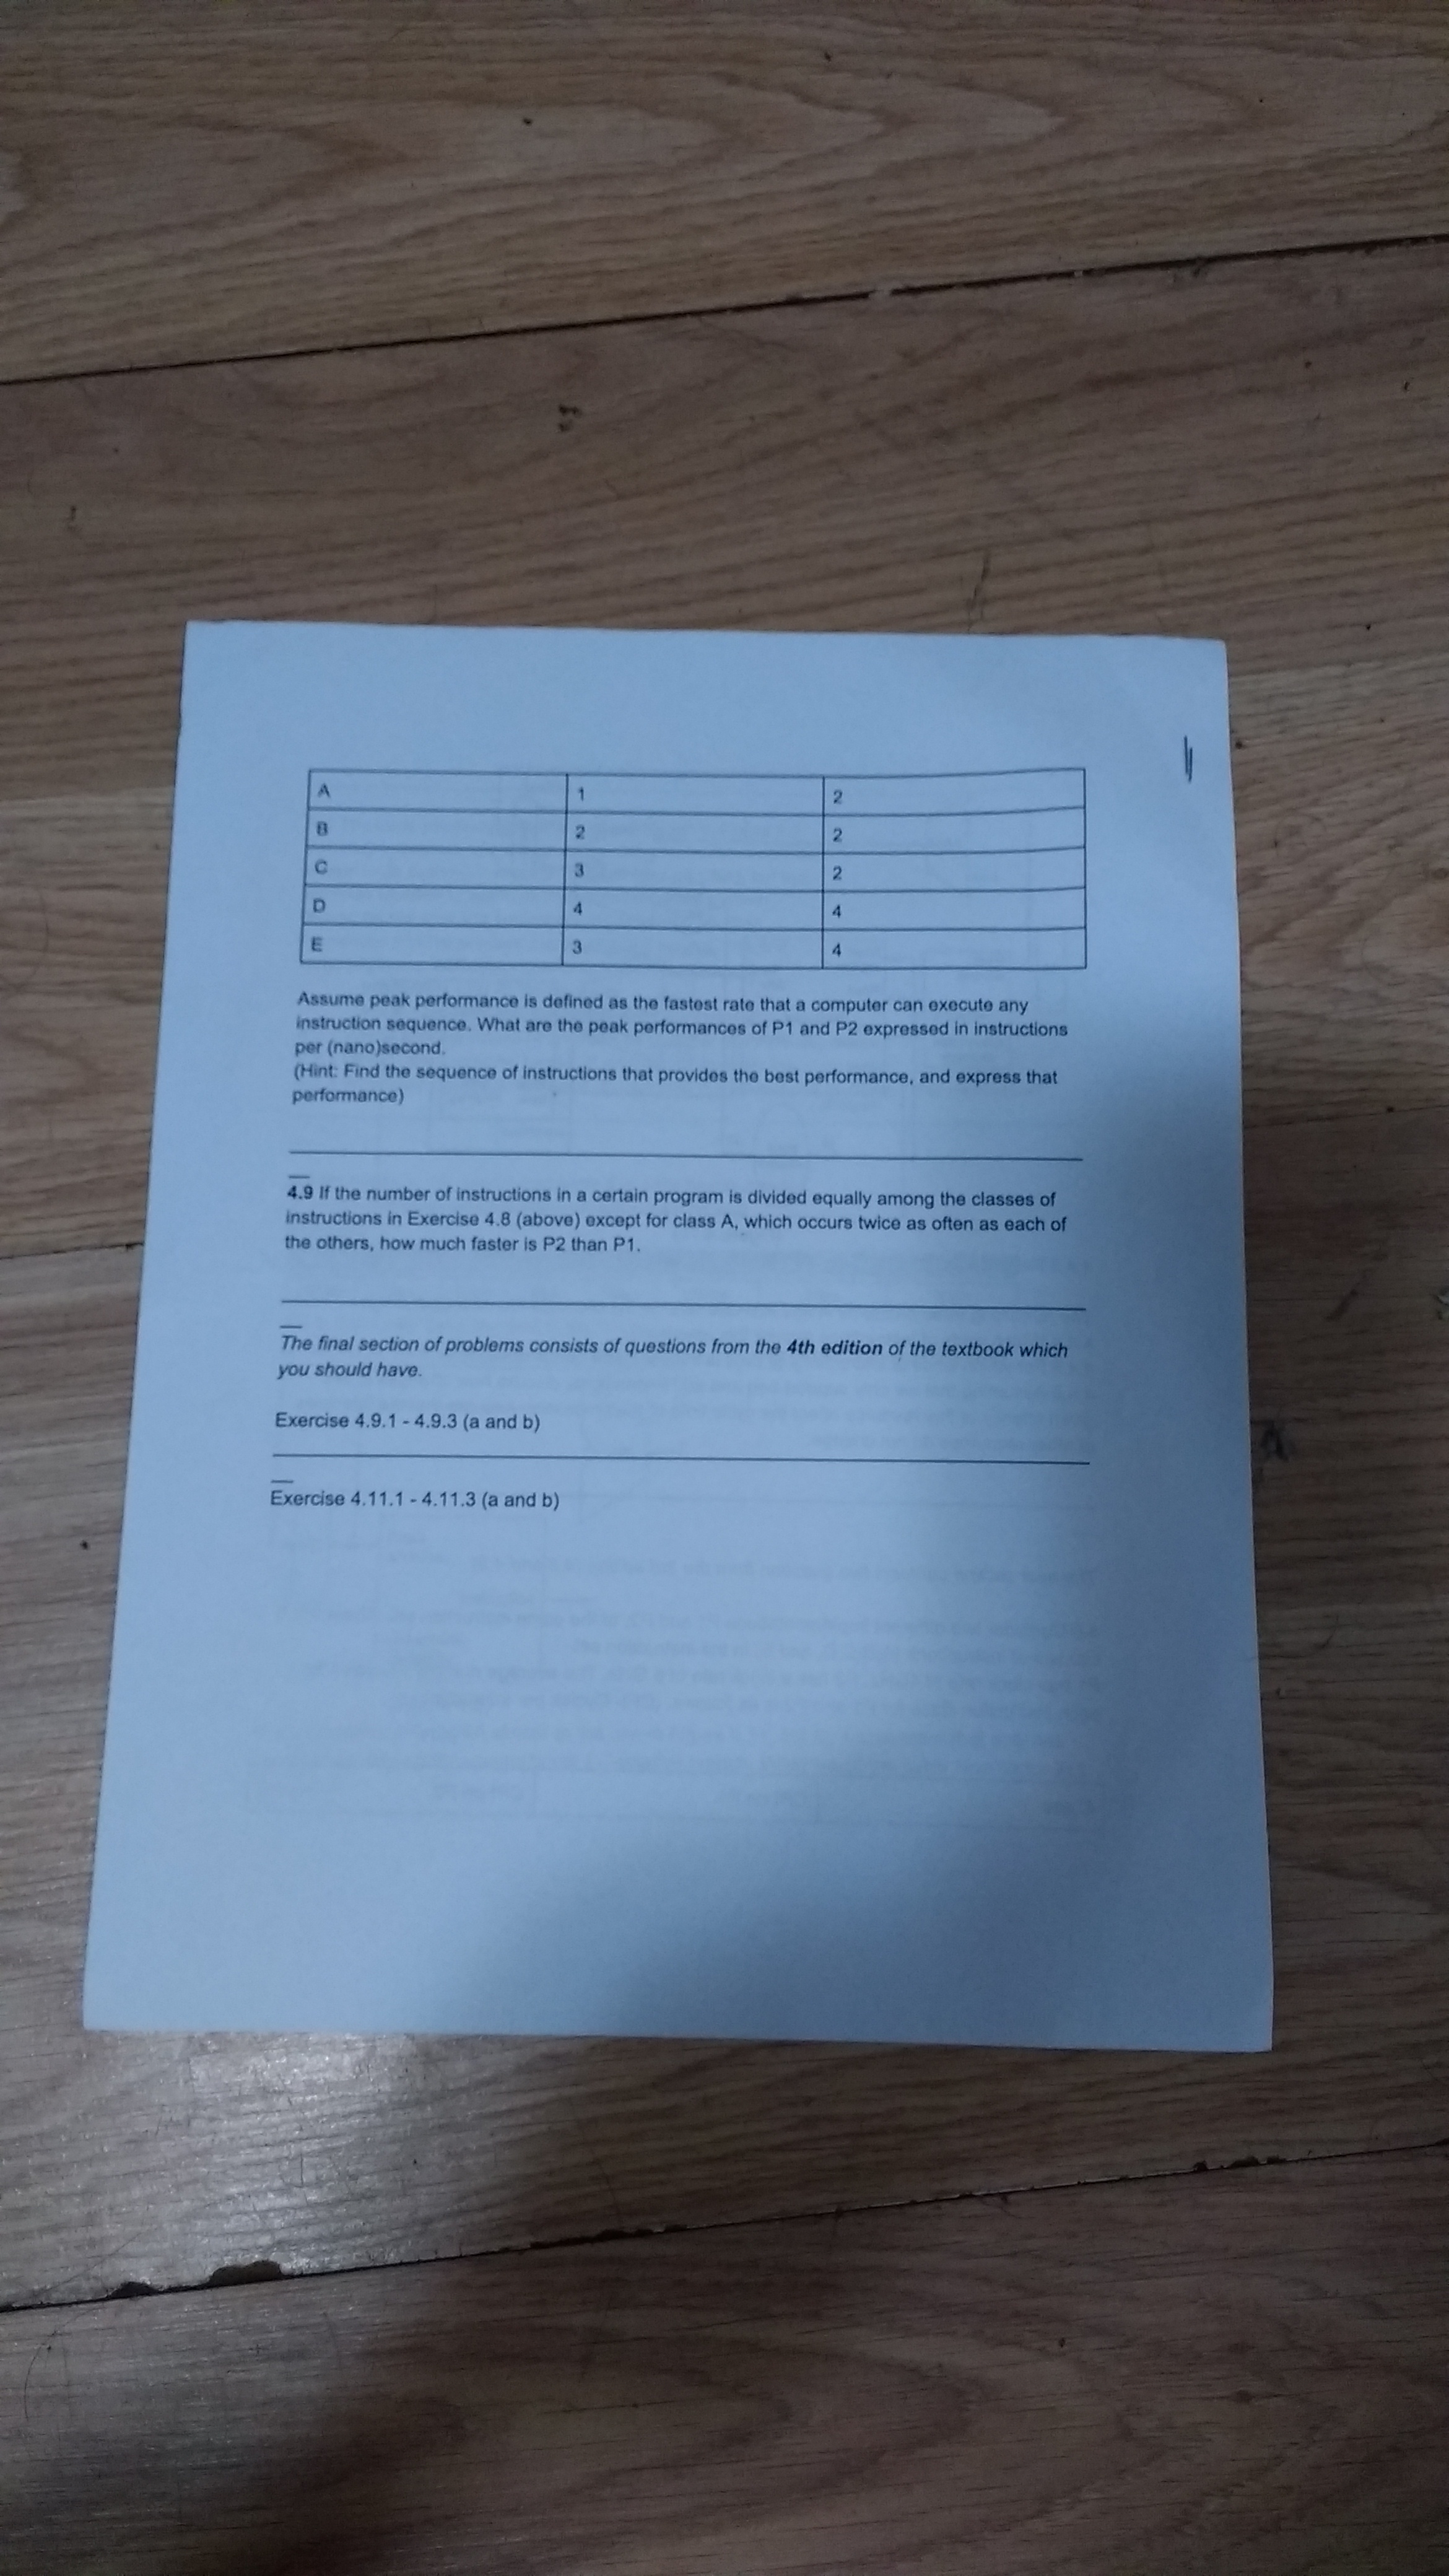 A 1 2
B 2 2
C 3 2
D 4 4
E 3 4
Assume peak performance is defined as the fastest rate that a computer can execute any
instruction sequence. What are the peak performances of P1 and P2 expressed in instructions
per (nano)second.
(Hint: Find the sequence of instructions that provides the best performance, and express that
performance)
4.9 If the number of instructions in a certain program is divided equally among the classes of
instructions in Exercise 4.8 (above) except for class A, which occurs twice as often as each of
the others, how much faster is P2 than P1.
The final section of problems consists of questions from the 4th edition of the textbook which
you should have.
Exercise 4.9.1 - 4.9.3 (a and b)
Exercise 4.11.1 - 4.11.3 (a and b)